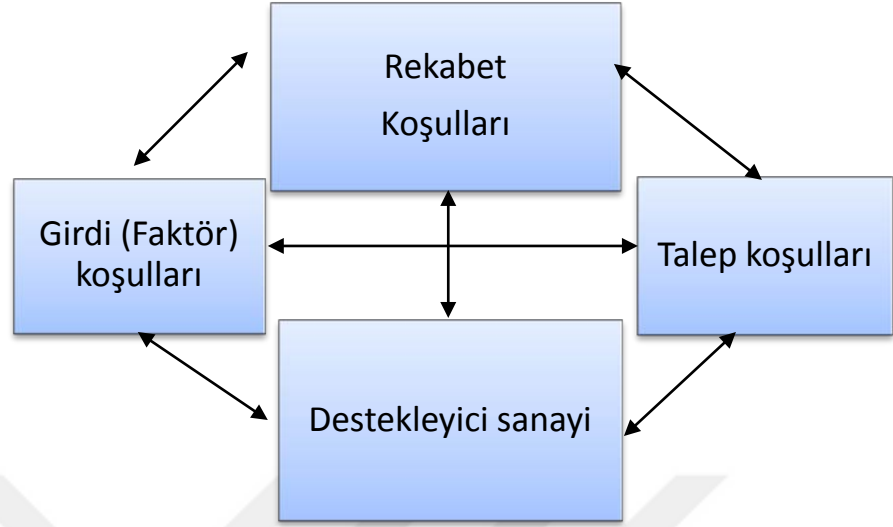 Rekabet
Koşulları
Girdi (Faktör)
koşulları
Talep koşulları
Destekleyici sanayi